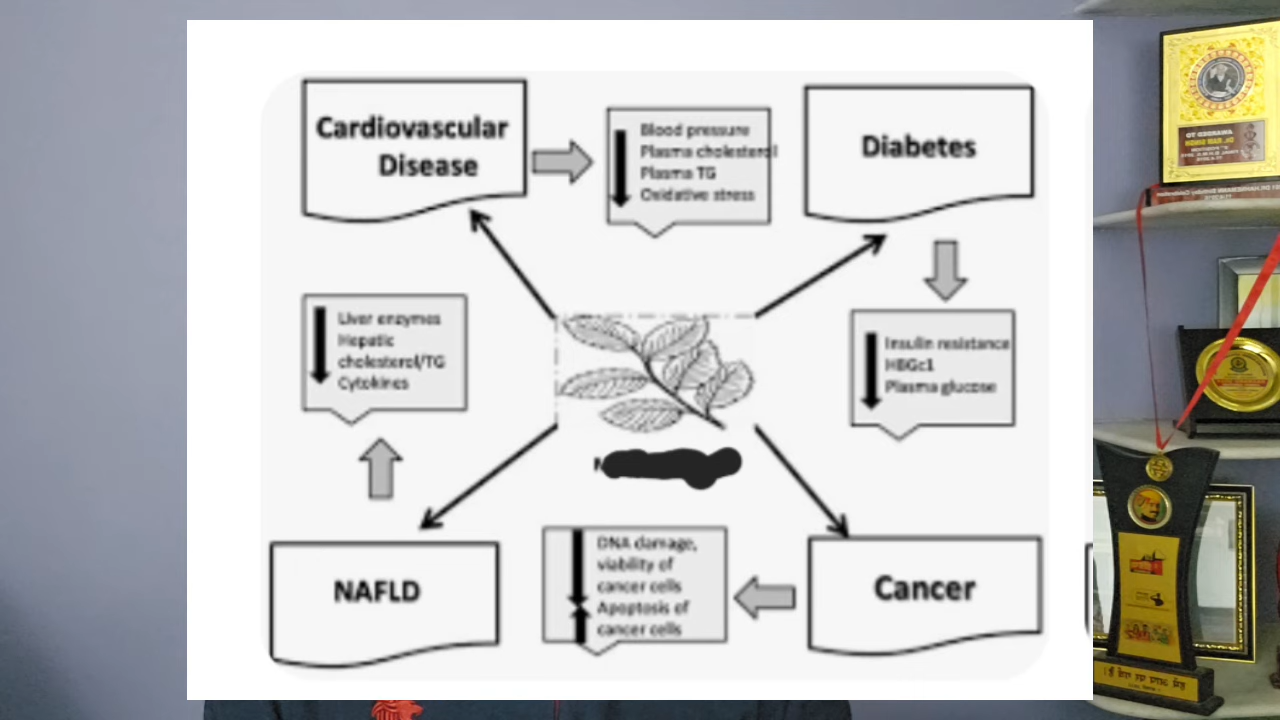 Cardiovascular
Disease
Blood pressure
Plasma cholesterol
Plasma TG
Oxidative stress
Diabetes
Liver enzymes
Hepatic
cholesterol/TG
Cytokines
Insulin resistance
HBGc1
Plasma glucose
NAFLD
DNA damage,
viability of
cancer cells
Apoptosis of
cancer cells
Cancer